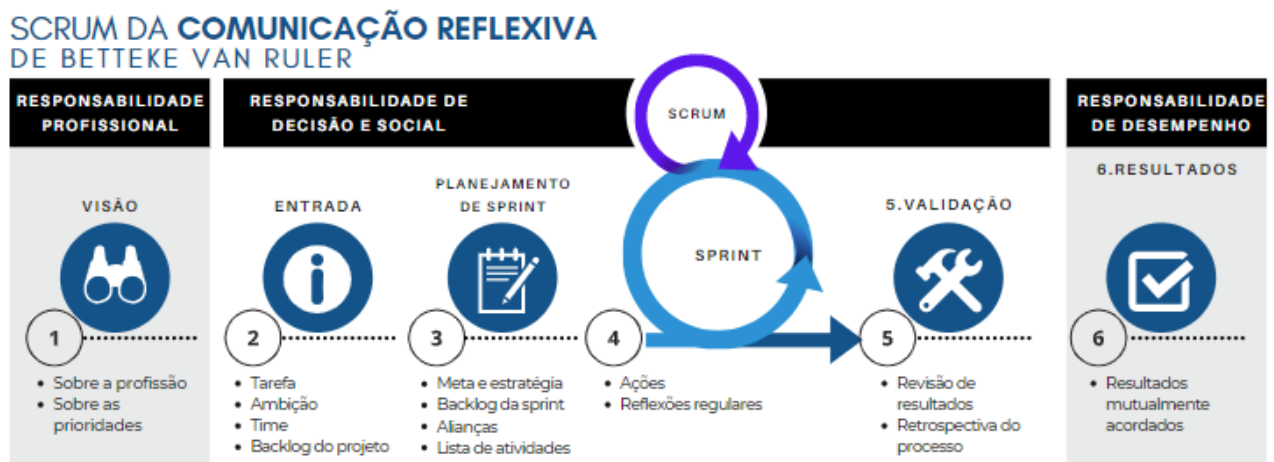 SCRUM DA COMUNICAÇÃO REFLEXIVA
DE BETTEKE VAN RULER
RESPONSABILIDADE
PROFISSIONAL
RESPONSABILIDADE DE
DECISÃO E SOCIAL
SCRUM
RESPONSABILIDADE
DE DESEMPENHO
VISÃO
1
• Sobre a profissão
• Sobre as
prioridades
ENTRADA
2
• Tarefa
• Ambição
• Time
• Backlog do projeto
PLANEJAMENTO
DE SPRINT
3
• Meta e estratégia
• Backlog da sprint
• Alianças
• Lista de atividades
SPRINT
4
• Ações
• Reflexões regulares
5.VALIDAÇÃO
5
• Revisão de
resultados
• Retrospectiva do
processo
6.RESULTADOS
6
• Resultados
mutualmente
acordados